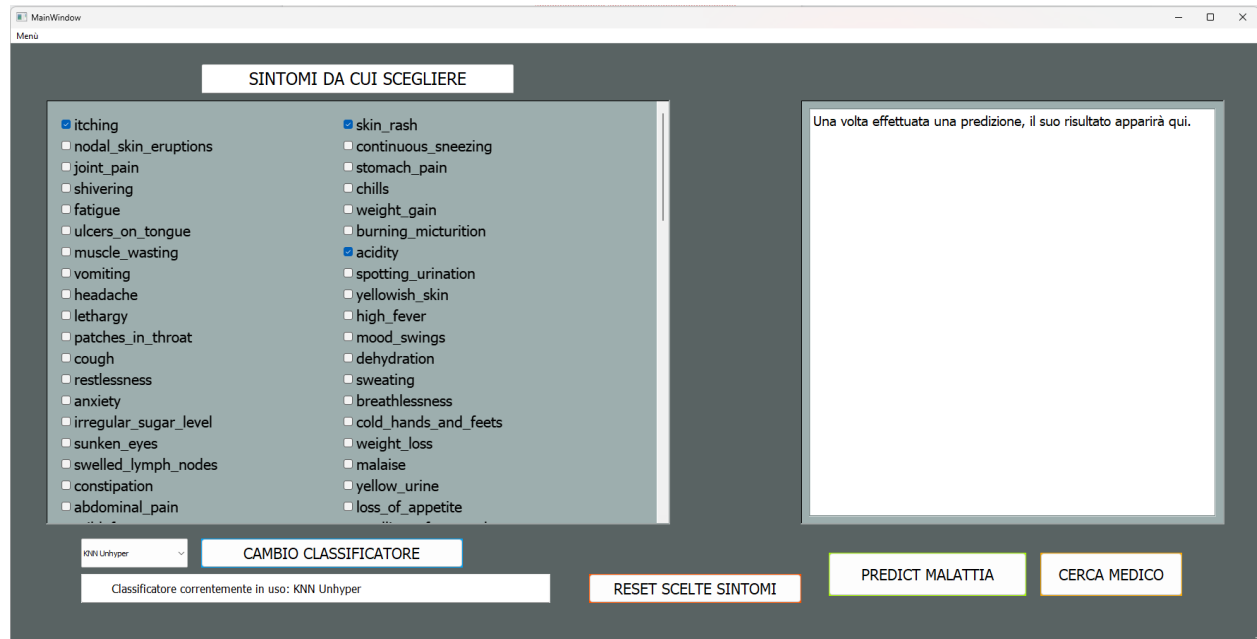 MainWindow
Menù
SINTOMI DA CUI SCEGLIERE
itching skin_rash
nodal_skin_eruptions continuous_sneezing
joint_pain stomach_pain
shivering chills
fatigue weight_gain
ulcers_on_tongue burning_micturition
muscle_wasting acidity
vomiting spotting_urination
headache yellowish_skin
lethargy high_fever
patches_in_throat mood_swings
cough dehydration
restlessness sweating
anxiety breathlessness
irregular_sugar_level cold_hands_and_feets
sunken_eyes weight_loss
swelled_lymph_nodes malaise
constipation yellow_urine
abdominal_pain loss_of_appetite
Una volta effettuata una predizione, il suo risultato apparirà qui.
KNN Unhyper
CAMBIO CLASSIFICATORE
Classificatore correntemente in uso: KNN Unhyper
RESET SCELTE SINTOMI
PREDICT MALATTIA
CERCA MEDICO